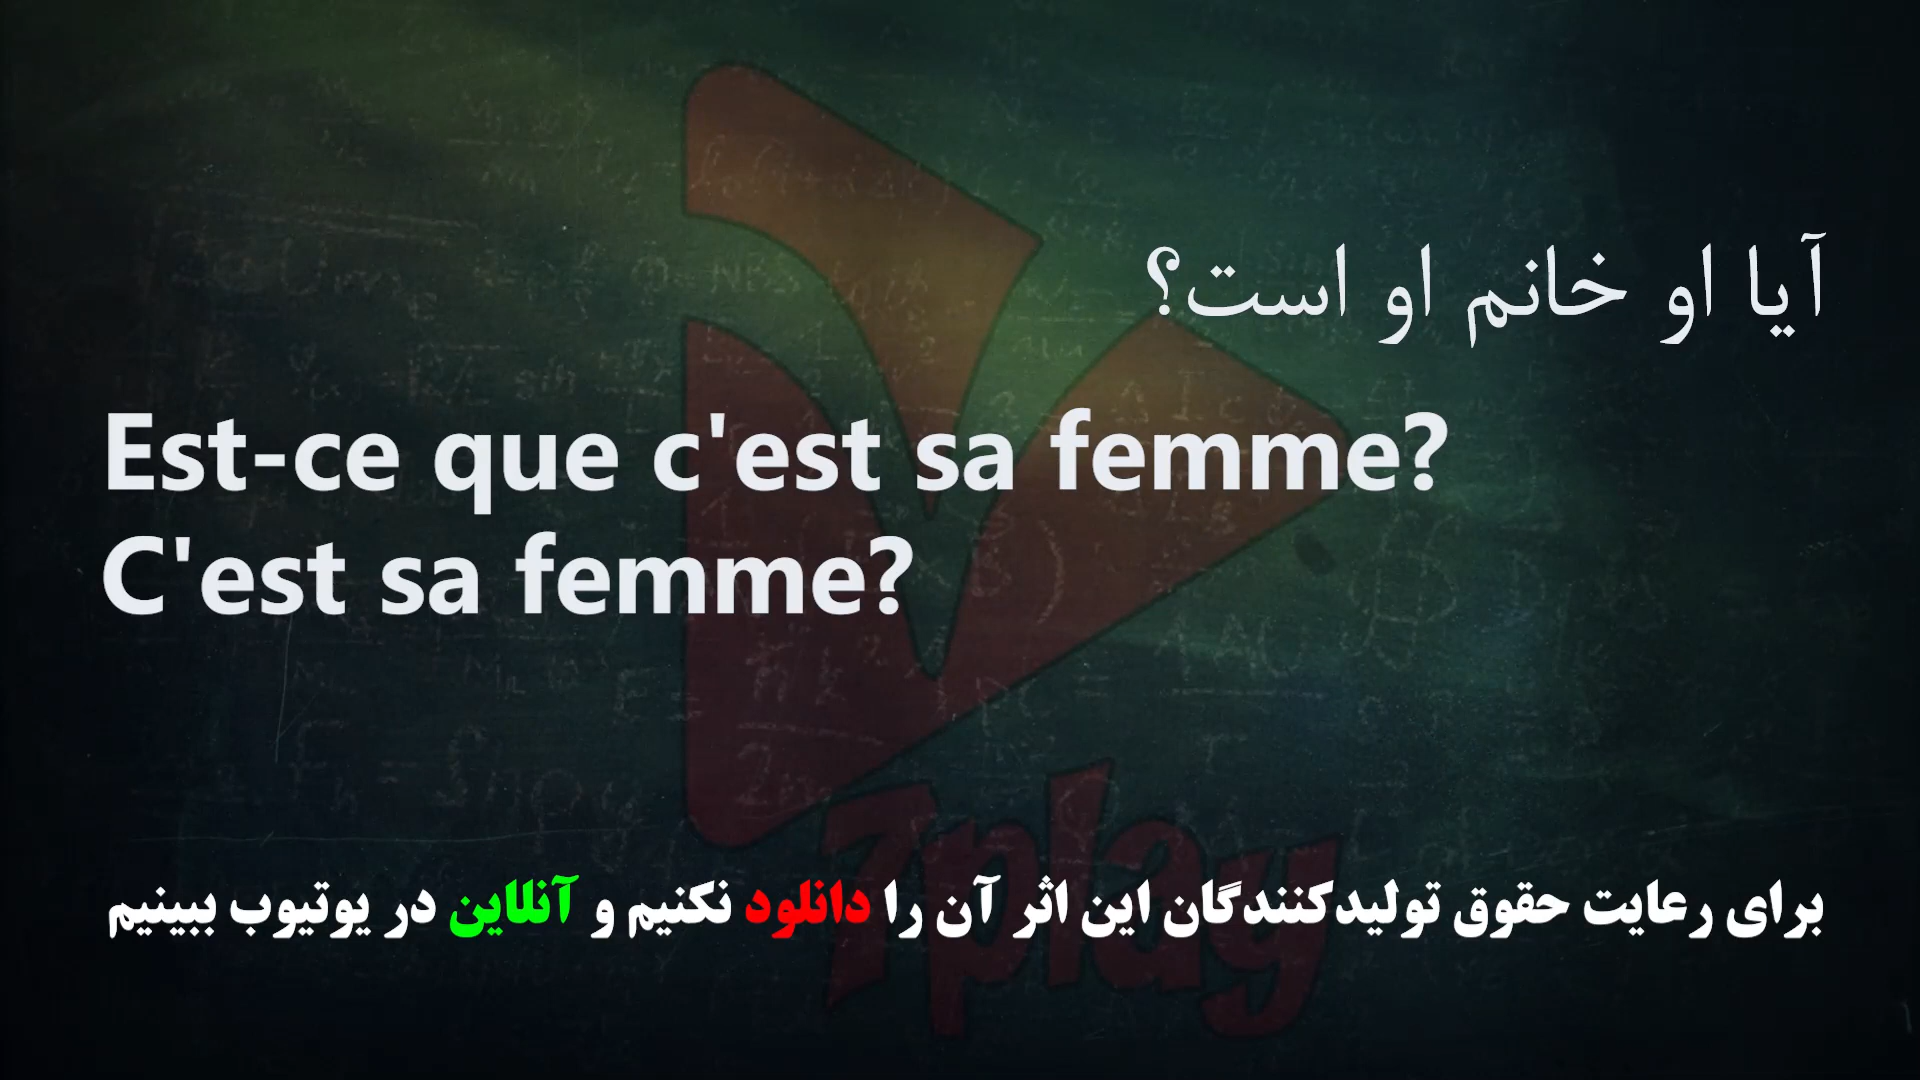 آیا او خانم او است؟
Est-ce que c'est sa femme?
C'est sa femme?
برای رعایت حقوق تولیدکنندگان این اثر آن را دانلود نکنیم و آنلاین در یوتیوب ببینیم
7play